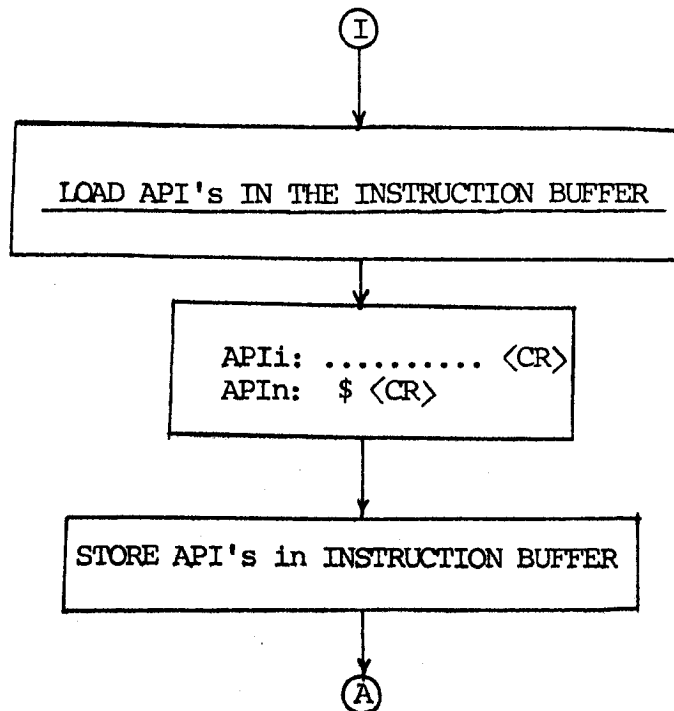 I
LOAD API's IN THE INSTRUCTION BUFFER
APIi: .......... <CR>
APIn: $ <CR>
STORE API's in INSTRUCTION BUFFER
A